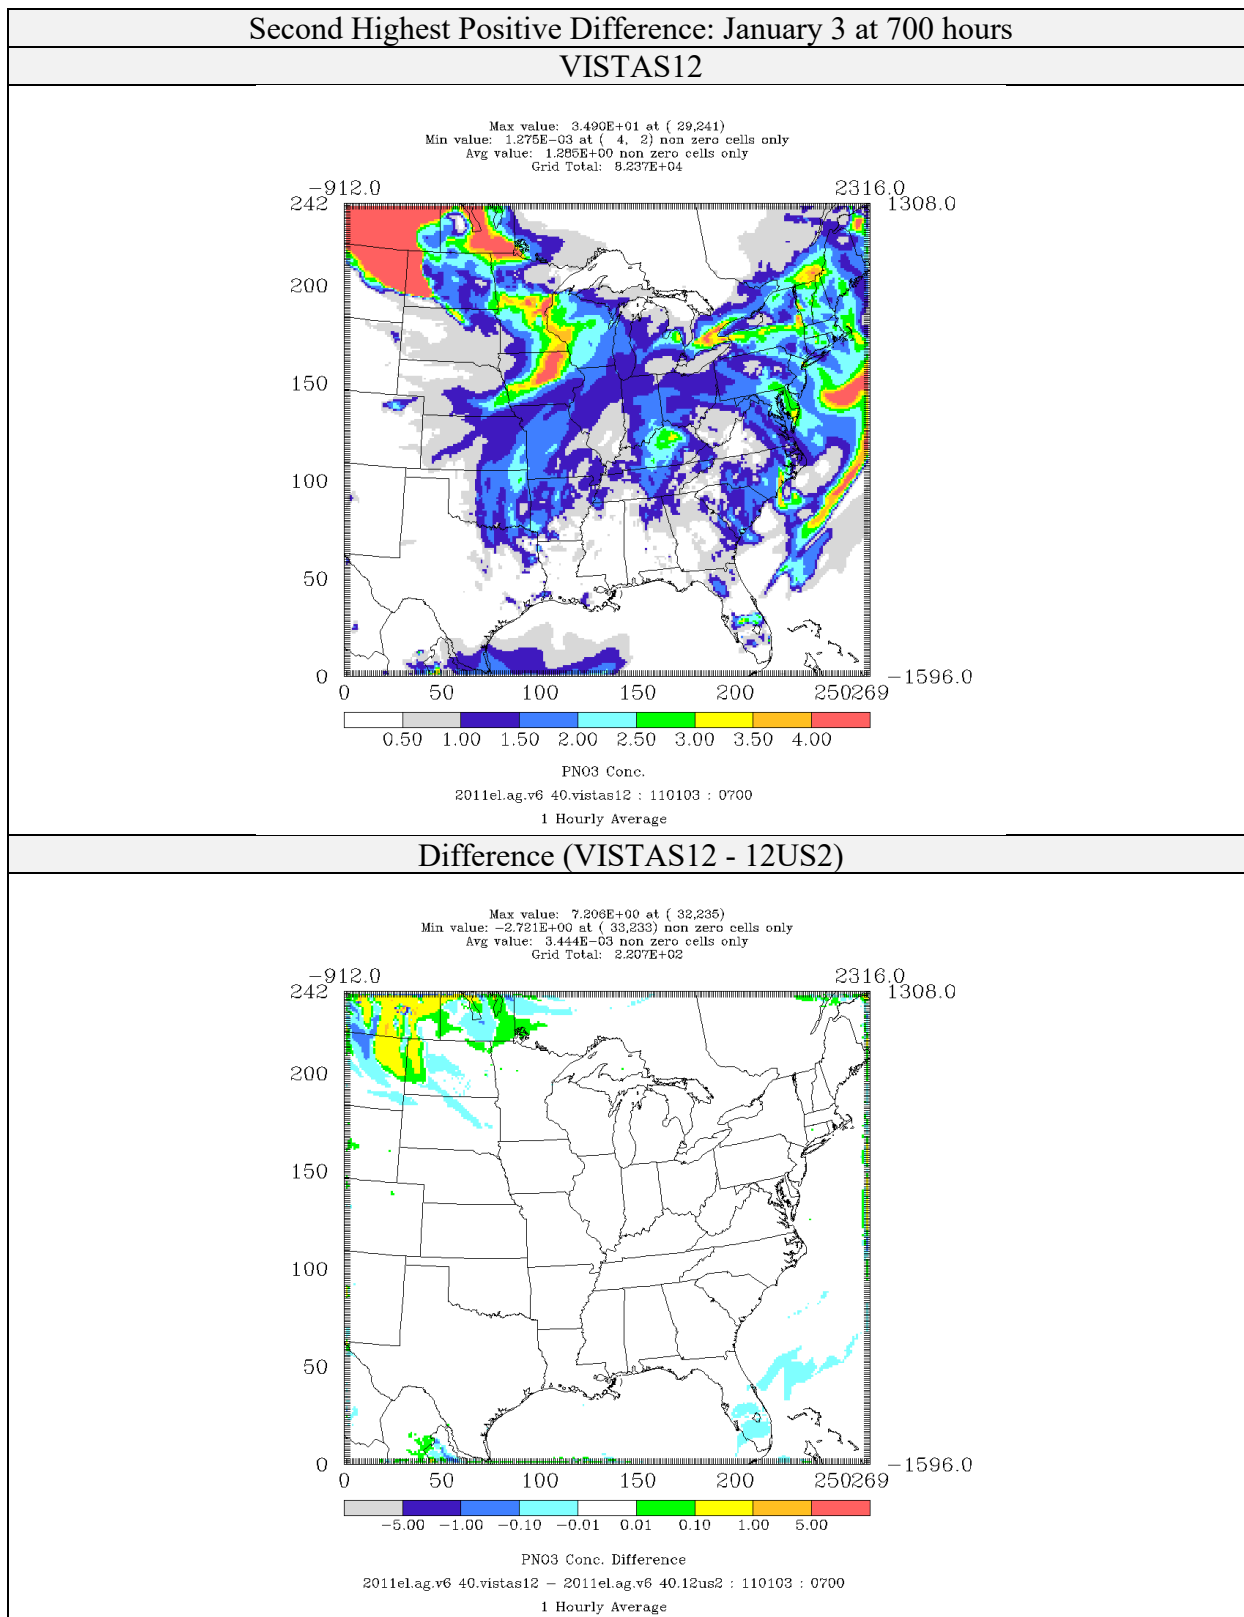 Second Highest Positive Difference: January 3 at 700 hours
VISTAS12
Max value: 3.490E+01 at ( 29,241)
Min value: 1.275E-03 at ( 4, 2) non zero cells only
Avg value: 1.285E+00 non zero cells only
Grid Total: 8.237E+04
-912.0 2316.0
242 1308.0
200
150
100
50
0 -1596.0
0 50 100 150 200 250269
0.50 1.00 1.50 2.00 2.50 3.00 3.50 4.00
PNO3 Conc.
2011el.ag.v6 40.vistas12 : 110103 : 0700
1 Hourly Average
Difference (VISTAS12 - 12US2)
Max value: 7.206E+00 at ( 32,235)
Min value: -2.721E+00 at ( 33,233) non zero cells only
Avg value: 3.444E-03 non zero cells only
Grid Total: 2.207E+02
-912.0 2316.0
242 1308.0
200
150
100
50
0 -1596.0
0 50 100 150 200 250269
-5.00 -1.00 -0.10 -0.01 0.01 0.10 1.00 5.00
PNO3 Conc. Difference
2011el.ag.v6 40.vistas12 - 2011el.ag.v6 40.12us2 : 110103 : 0700
1 Hourly Average